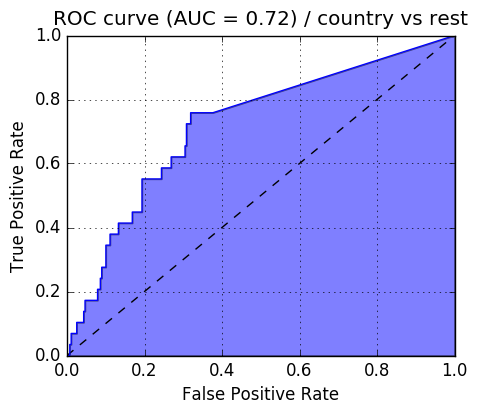 ROC curve (AUC = 0.72) / country vs rest
1.0
0.8
0.6
0.4
0.2
0.0
True Positive Rate
0.0 0.2 0.4 0.6 0.8 1.0
False Positive Rate